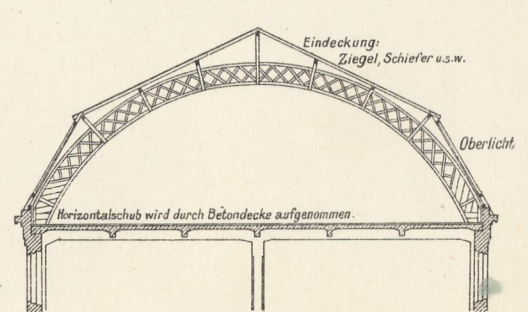 Eindeckung:
Ziegel, Schiefer u.s.w.
Oberlicht
Horizontalschub wird durch Betondecke aufgenommen.